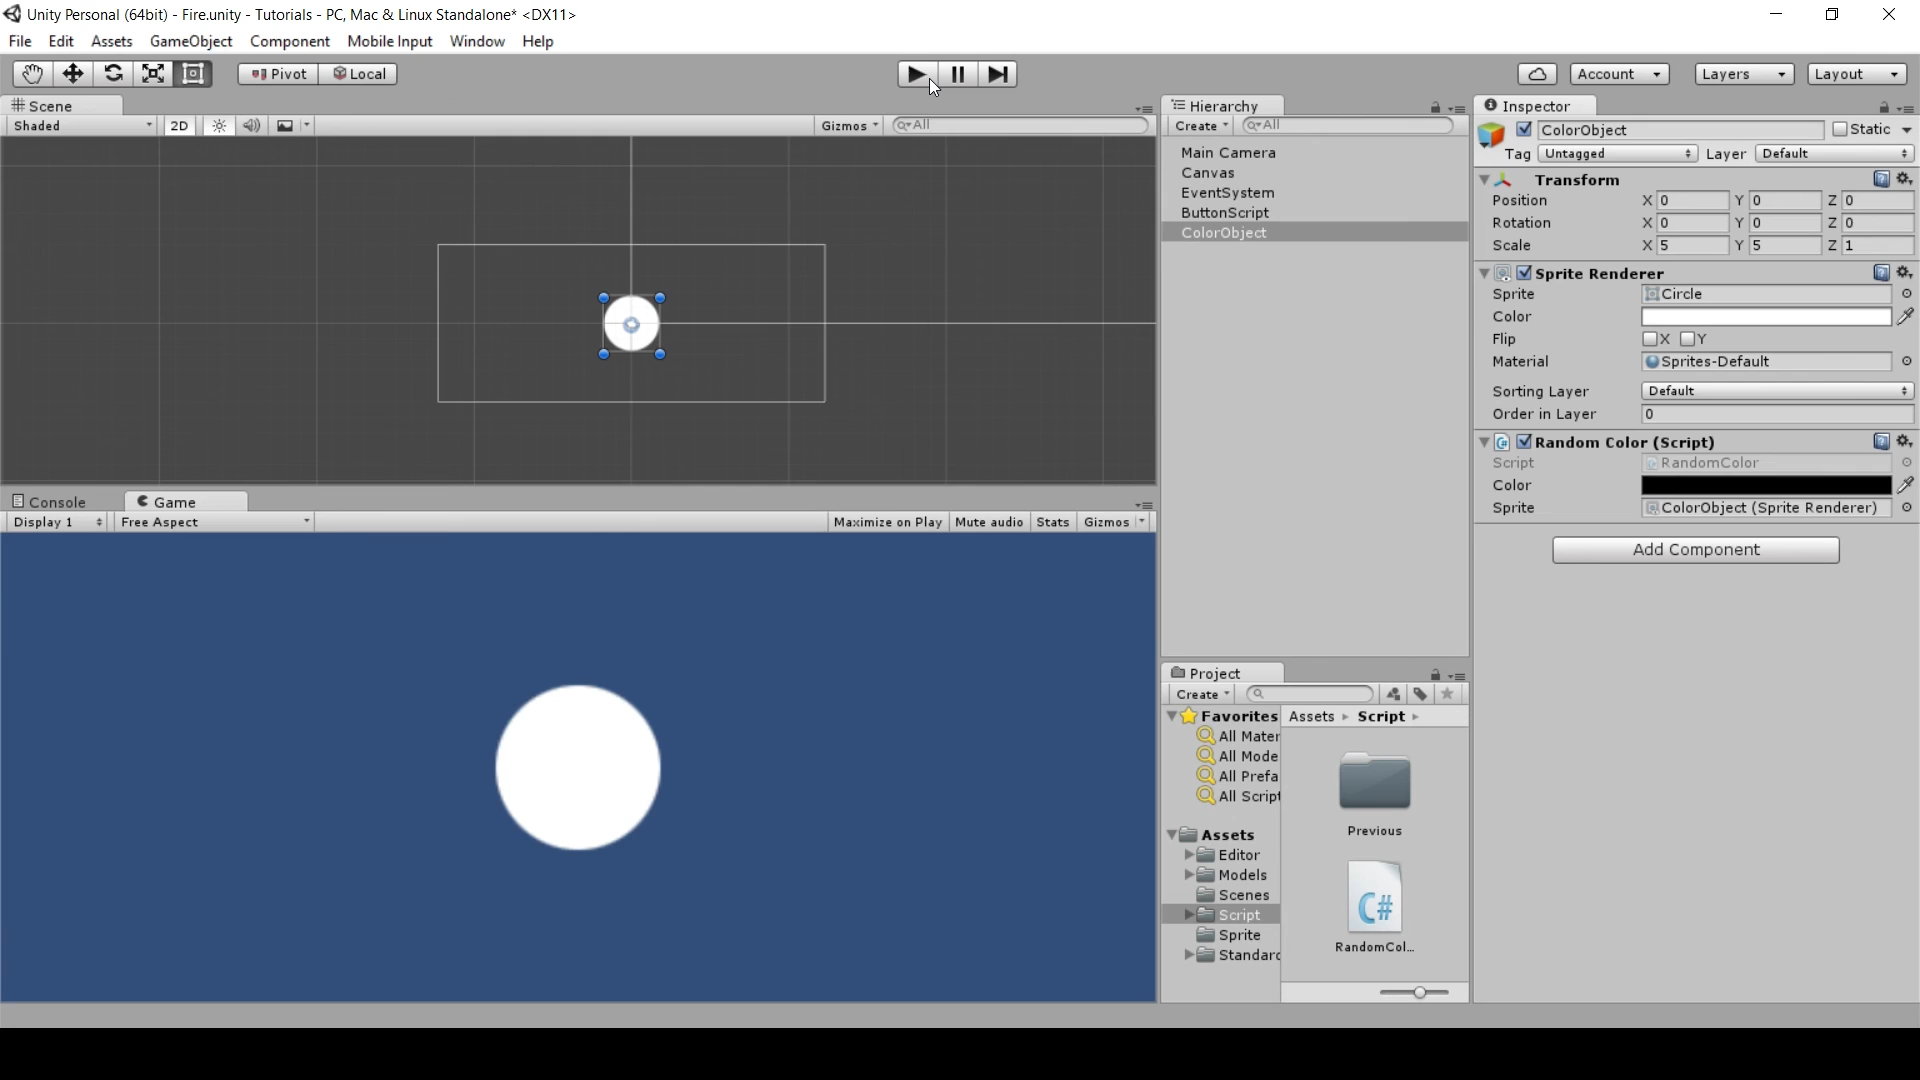 Unity Personal (64bit) - Fire.unity - Tutorials - PC, Mac & Linux Standalone* <DX11>
File Edit Assets GameObject Component Mobile Input Window Help
Pivot Local Account Layers Layout
Scene
Shaded 2D Gizmos All
Hierarchy
Create All
Main Camera
Canvas
EventSystem
ButtonScript
ColorObject
Inspector
ColorObject Static
Tag Untagged Layer Default
Transform
Position X 0 Y 0 Z 0
Rotation X 0 Y 0 Z 0
Scale X 5 Y 5 Z 1
Sprite Renderer
Sprite Circle
Color
Flip X Y
Material Sprites-Default
Sorting Layer Default
Order in Layer 0
Random Color (Script)
Script RandomColor
Color
Sprite ColorObject (Sprite Renderer)
Add Component
Console Game
Display 1 Free Aspect Maximize on Play Mute audio Stats Gizmos
Project
Create
Favorites
All Mater
All Mode
All Prefa
All Script
Assets
Editor
Models
Scenes
Script
Sprite
Standard
Assets Script
Previous
C#
RandomCol...